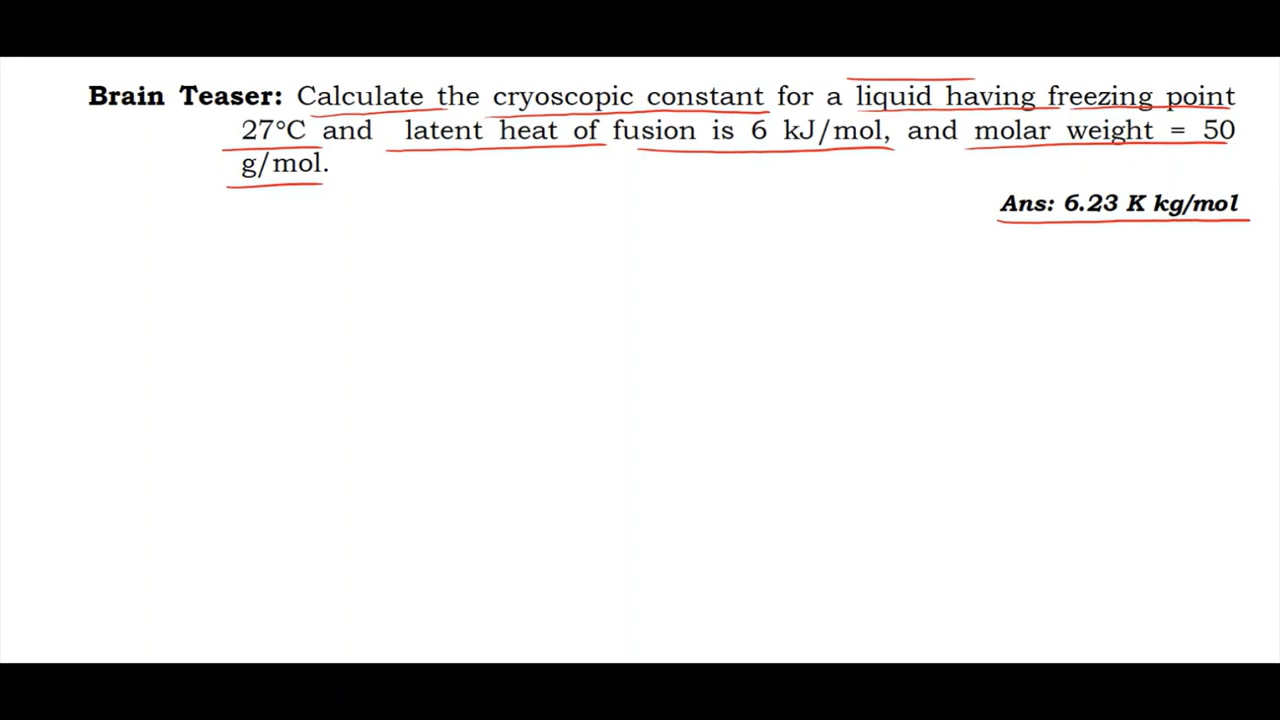 Brain Teaser: Calculate the cryoscopic constant for a liquid having freezing point
27°C and latent heat of fusion is 6 kJ/mol, and molar weight = 50
g/mol.
Ans: 6.23 K kg/mol